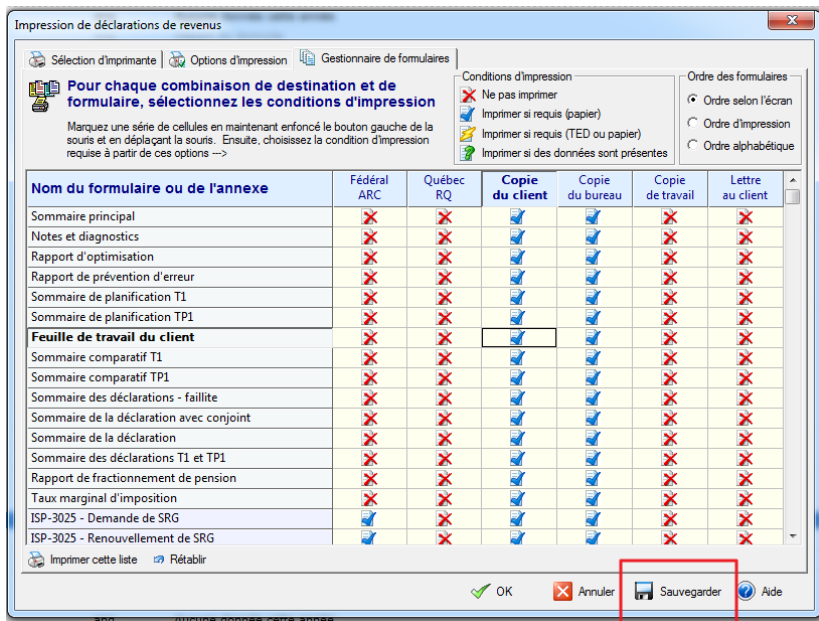 Impression de déclarations de revenus
Sélection d'imprimante
Options d'impression
Gestionnaire de formulaires
Pour chaque combinaison de destination et de
formulaire, sélectionnez les conditions d'impression
Marquez une série de cellules en maintenant enfoncé le bouton gauche de la
souris et en déplaçant la souris. Ensuite, choisissez la condition d'impression
requise à partir de ces options --->
Conditions d'impression
Ne pas imprimer
Imprimer si requis (papier)
Imprimer si requis (TED ou papier)
Imprimer si des données sont présentes
Ordre des formulaires
Ordre selon l'écran
Ordre d'impression
Ordre alphabétique
Nom du formulaire ou de l'annexe
Fédéral
ARC
Québec
RQ
Copie
du client
Copie
du bureau
Copie
de travail
Lettre
au client
Sommaire principal
Notes et diagnostics
Rapport d'optimisation
Rapport de prévention d'erreur
Sommaire de planification T1
Sommaire de planification TP1
Feuille de travail du client
Sommaire comparatif T1
Sommaire comparatif TP1
Sommaire des déclarations - faillite
Sommaire de la déclaration avec conjoint
Sommaire de la déclaration
Sommaire des déclarations T1 et TP1
Rapport de fractionnement de pension
Taux marginal d'imposition
ISP-3025 - Demande de SRG
ISP-3025 - Renouvellement de SRG
Imprimer cette liste
Rétablir
OK
Annuler
Sauvegarder
Aide
Aucune donnée cette année